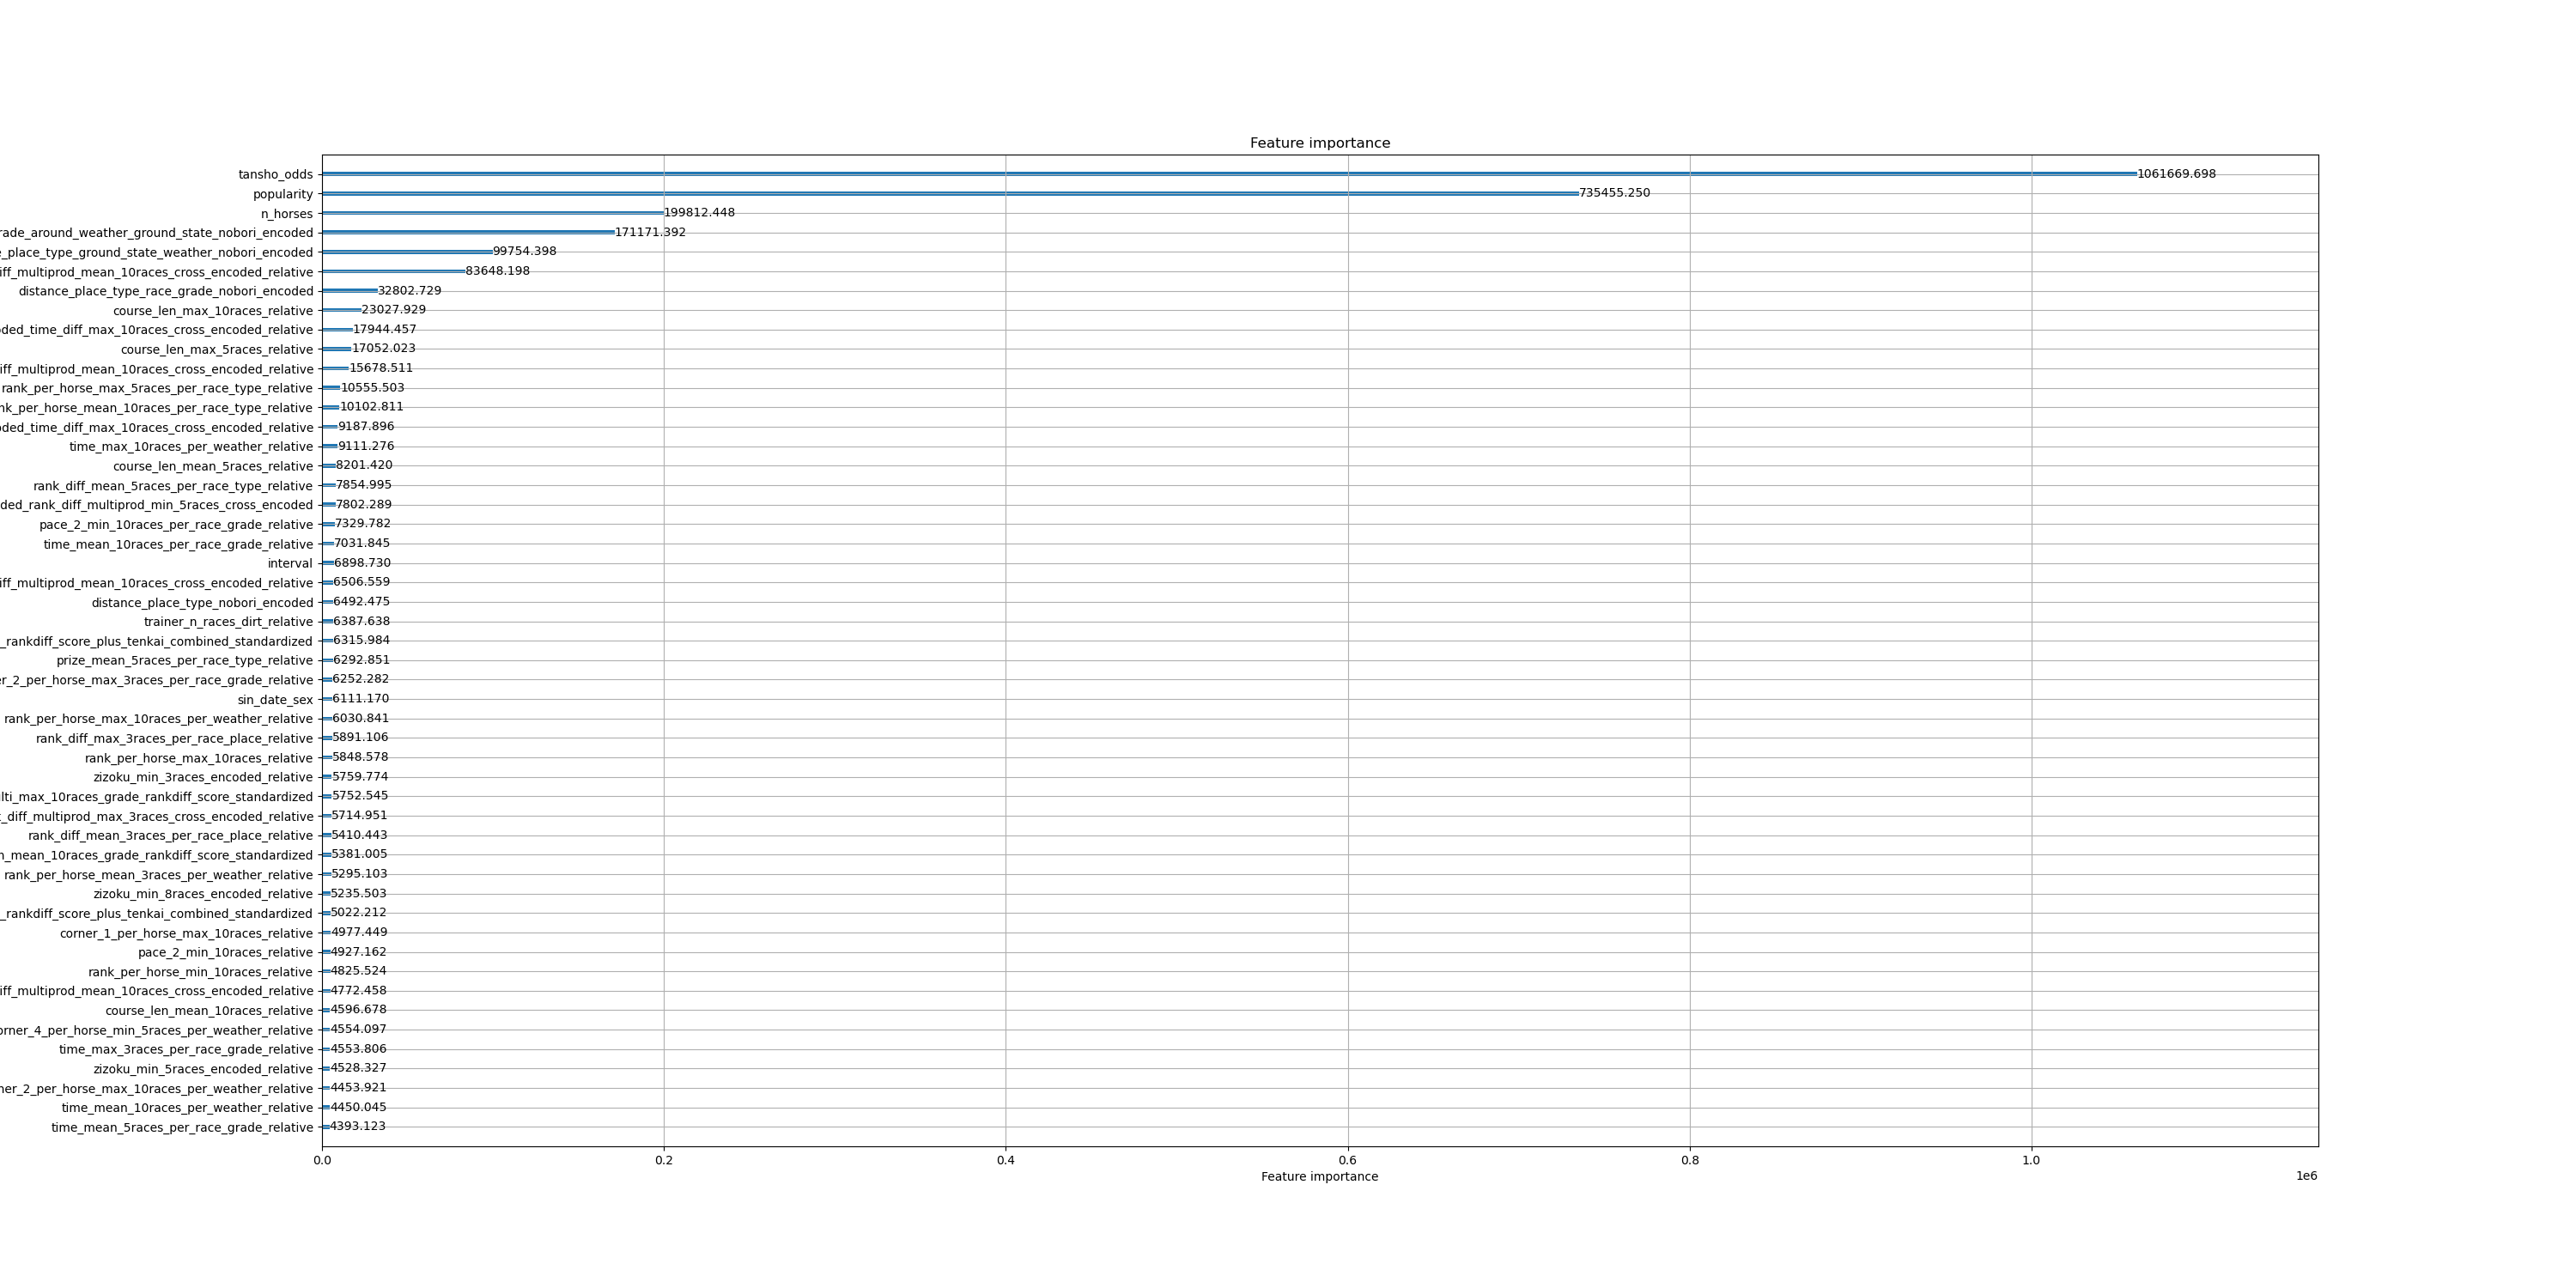 Feature importance
tansho_odds 1061669.698
popularity 735455.250
n_horses 199812.448
rade_around_weather_ground_state_nobori_encoded 171171.392
_place_type_ground_state_weather_nobori_encoded 99754.398
iff_multiprod_mean_10races_cross_encoded_relative 83648.198
distance_place_type_race_grade_nobori_encoded 32802.729
course_len_max_10races_relative 23027.929
ded_time_diff_max_10races_cross_encoded_relative 17944.457
course_len_max_5races_relative 17052.023
iff_multiprod_mean_10races_cross_encoded_relative 15678.511
rank_per_horse_max_5races_per_race_type_relative 10555.503
nk_per_horse_mean_10races_per_race_type_relative 10102.811
ded_time_diff_max_10races_cross_encoded_relative 9187.896
time_max_10races_per_weather_relative 9111.276
course_len_mean_5races_relative 8201.420
rank_diff_mean_5races_per_race_type_relative 7854.995
ded_rank_diff_multiprod_min_5races_cross_encoded 7802.289
pace_2_min_10races_per_race_grade_relative 7329.782
time_mean_10races_per_race_grade_relative 7031.845
interval 6898.730
iff_multiprod_mean_10races_cross_encoded_relative 6506.559
distance_place_type_nobori_encoded 6492.475
trainer_n_races_dirt_relative 6387.638
_rankdiff_score_plus_tenkai_combined_standardized 6315.984
prize_mean_5races_per_race_type_relative 6292.851
er_2_per_horse_max_3races_per_race_grade_relative 6252.282
sin_date_sex 6111.170
rank_per_horse_max_10races_per_weather_relative 6030.841
rank_diff_max_3races_per_race_place_relative 5891.106
rank_per_horse_max_10races_relative 5848.578
zizoku_min_3races_encoded_relative 5759.774
lti_max_10races_grade_rankdiff_score_standardized 5752.545
_diff_multiprod_max_3races_cross_encoded_relative 5714.951
rank_diff_mean_3races_per_race_place_relative 5410.443
n_mean_10races_grade_rankdiff_score_standardized 5381.005
rank_per_horse_mean_3races_per_weather_relative 5295.103
zizoku_min_8races_encoded_relative 5235.503
_rankdiff_score_plus_tenkai_combined_standardized 5022.212
corner_1_per_horse_max_10races_relative 4977.449
pace_2_min_10races_relative 4927.162
rank_per_horse_min_10races_relative 4825.524
iff_multiprod_mean_10races_cross_encoded_relative 4772.458
course_len_mean_10races_relative 4596.678
orner_4_per_horse_min_5races_per_weather_relative 4554.097
time_max_3races_per_race_grade_relative 4553.806
zizoku_min_5races_encoded_relative 4528.327
ner_2_per_horse_max_10races_per_weather_relative 4453.921
time_mean_10races_per_weather_relative 4450.045
time_mean_5races_per_race_grade_relative 4393.123
0.0 0.2 0.4 0.6 0.8 1.0
Feature importance
1e6